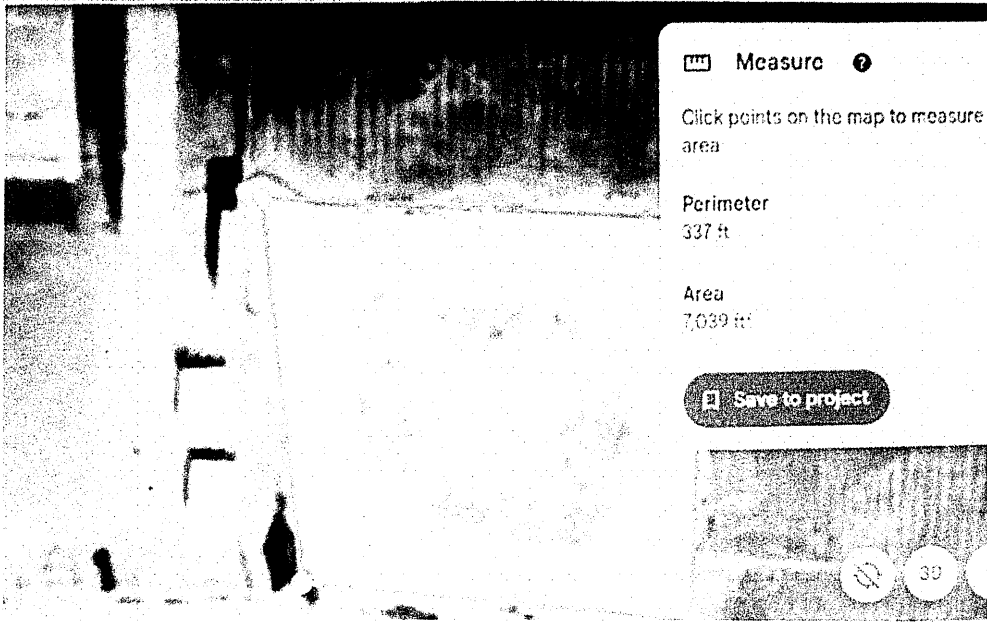 Measure ?
Click points on the map to measure
area
Perimeter
337 ft
Area
7,039 ft²
Save to project
3D